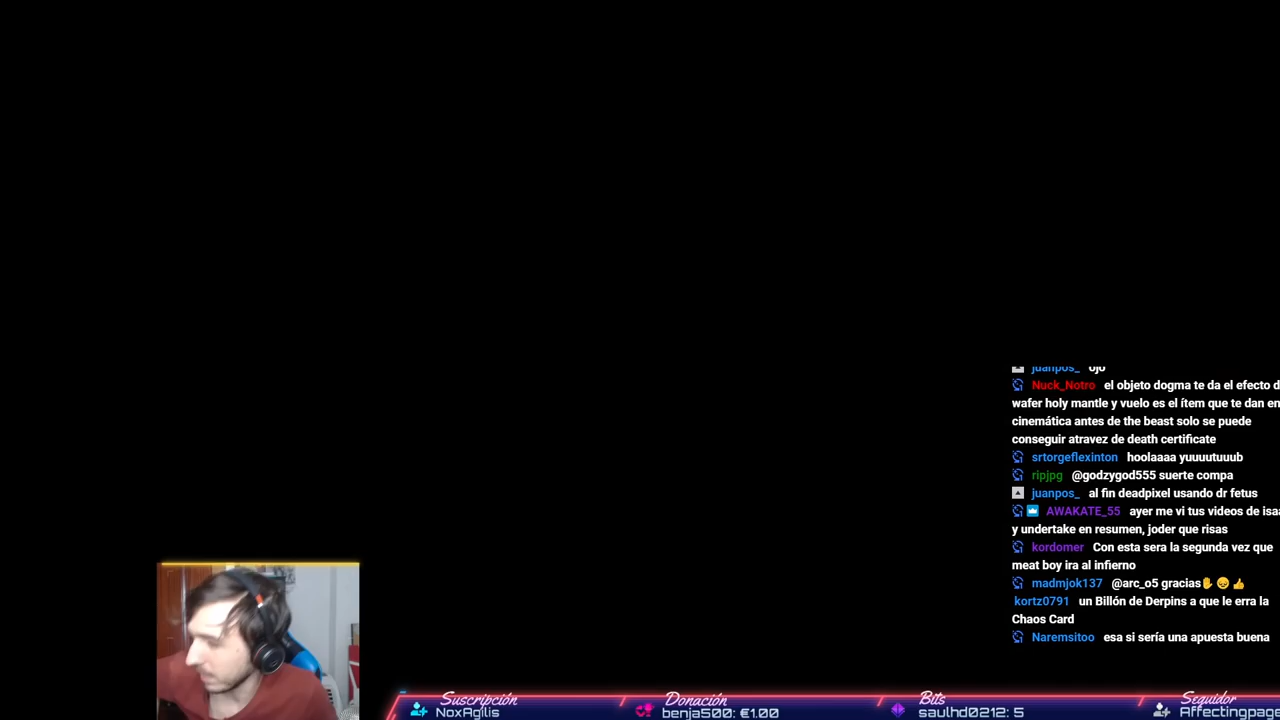 juanpos_ ojo
Nuck_Notro el objeto dogma te da el efecto d
wafer holy mantle y vuelo es el ítem que te dan en
cinemática antes de the beast solo se puede
conseguir atravez de death certificate
srtorgeflexinton hoolaaaa yuuutuuub
ripjpg @godzygod555 suerte compa
juanpos_ al fin deadpixel usando dr fetus
AWAKATE_55 ayer me vi tus videos de isaa
y undertake en resumen, joder que risas
kordomer Con esta sera la segunda vez que
meat boy ira al infierno
madmjok137 @arc_o5 gracias✋😔👍
kortz0791 un Billón de Derpins a que le erra la
Chaos Card
Naremsitoo esa si sería una apuesta buena
Suscripción Donación Bits Seguidor
NoxAgilis benja500: €1.00 saulhd0212: 5 Affectingpage